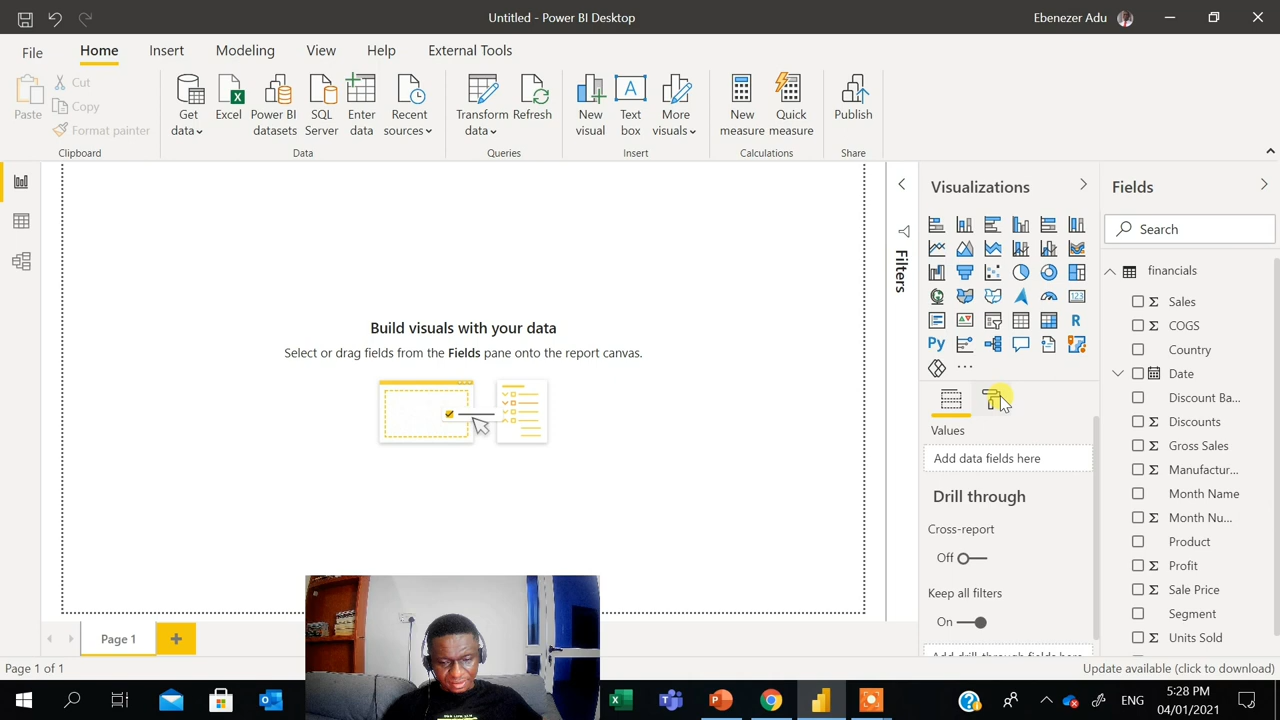 Untitled - Power BI Desktop
Ebenezer Adu
File
Home
Insert
Modeling
View
Help
External Tools
Paste
Cut
Copy
Format painter
Clipboard
Get data
Excel
Power BI datasets
SQL Server
Enter data
Recent sources
Data
Transform data
Refresh
Queries
New visual
A
Text box
More visuals
Insert
New measure
Quick measure
Calculations
Publish
Share
Build visuals with your data
Select or drag fields from the Fields pane onto the report canvas.
Filters
Visualizations
123
R
Py
Values
Add data fields here
Drill through
Cross-report
Off
Keep all filters
On
Add drill-through fields here
Fields
Search
financials
Σ Sales
Σ COGS
Country
Date
Discount Ba...
Σ Discounts
Σ Gross Sales
Σ Manufactur...
Month Name
Σ Month Nu...
Product
Σ Profit
Σ Sale Price
Segment
Σ Units Sold
Page 1
Page 1 of 1
Update available (click to download)
ENG
5:28 PM
04/01/2021